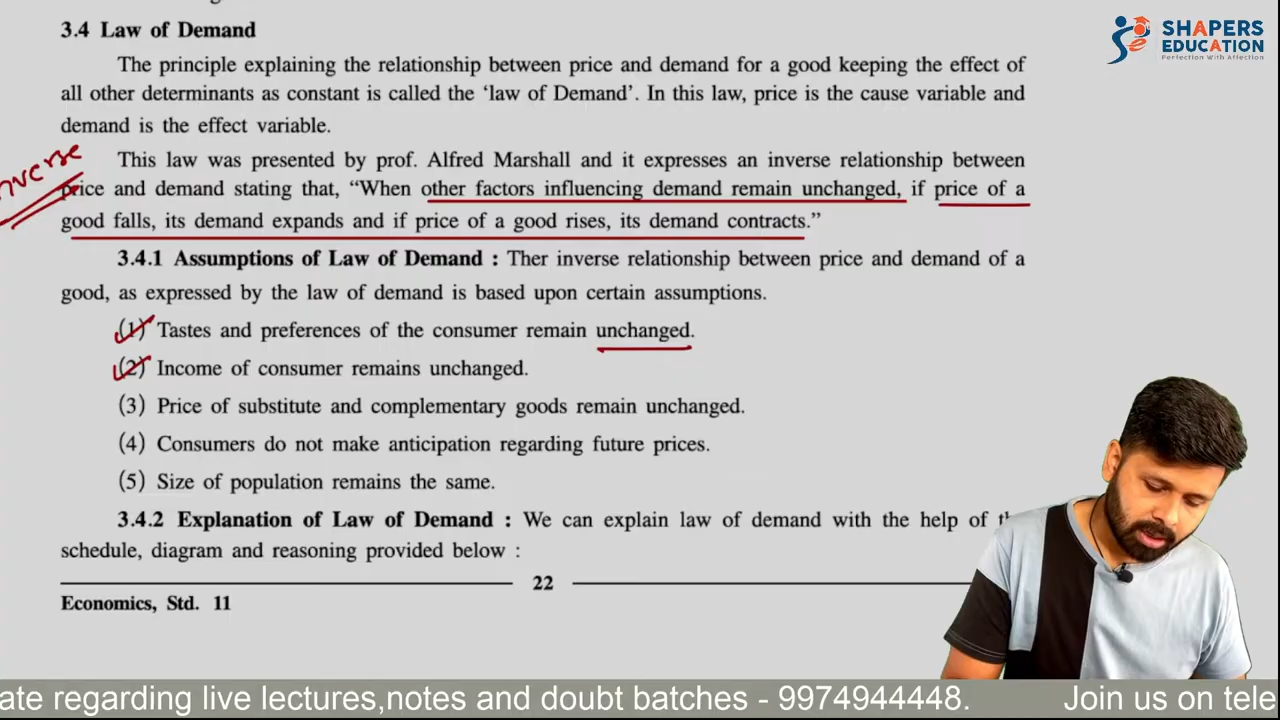 3.4 Law of Demand
SHAPERS
EDUCATION
Perfection With Affection
The principle explaining the relationship between price and demand for a good keeping the effect of
all other determinants as constant is called the ‘law of Demand’. In this law, price is the cause variable and
demand is the effect variable.
This law was presented by prof. Alfred Marshall and it expresses an inverse relationship between
price and demand stating that, “When other factors influencing demand remain unchanged, if price of a
good falls, its demand expands and if price of a good rises, its demand contracts.”
3.4.1 Assumptions of Law of Demand : Ther inverse relationship between price and demand of a
good, as expressed by the law of demand is based upon certain assumptions.
(1) Tastes and preferences of the consumer remain unchanged.
(2) Income of consumer remains unchanged.
(3) Price of substitute and complementary goods remain unchanged.
(4) Consumers do not make anticipation regarding future prices.
(5) Size of population remains the same.
3.4.2 Explanation of Law of Demand : We can explain law of demand with the help of
schedule, diagram and reasoning provided below :
22
Economics, Std. 11
ate regarding live lectures,notes and doubt batches - 9974944448. Join us on tele